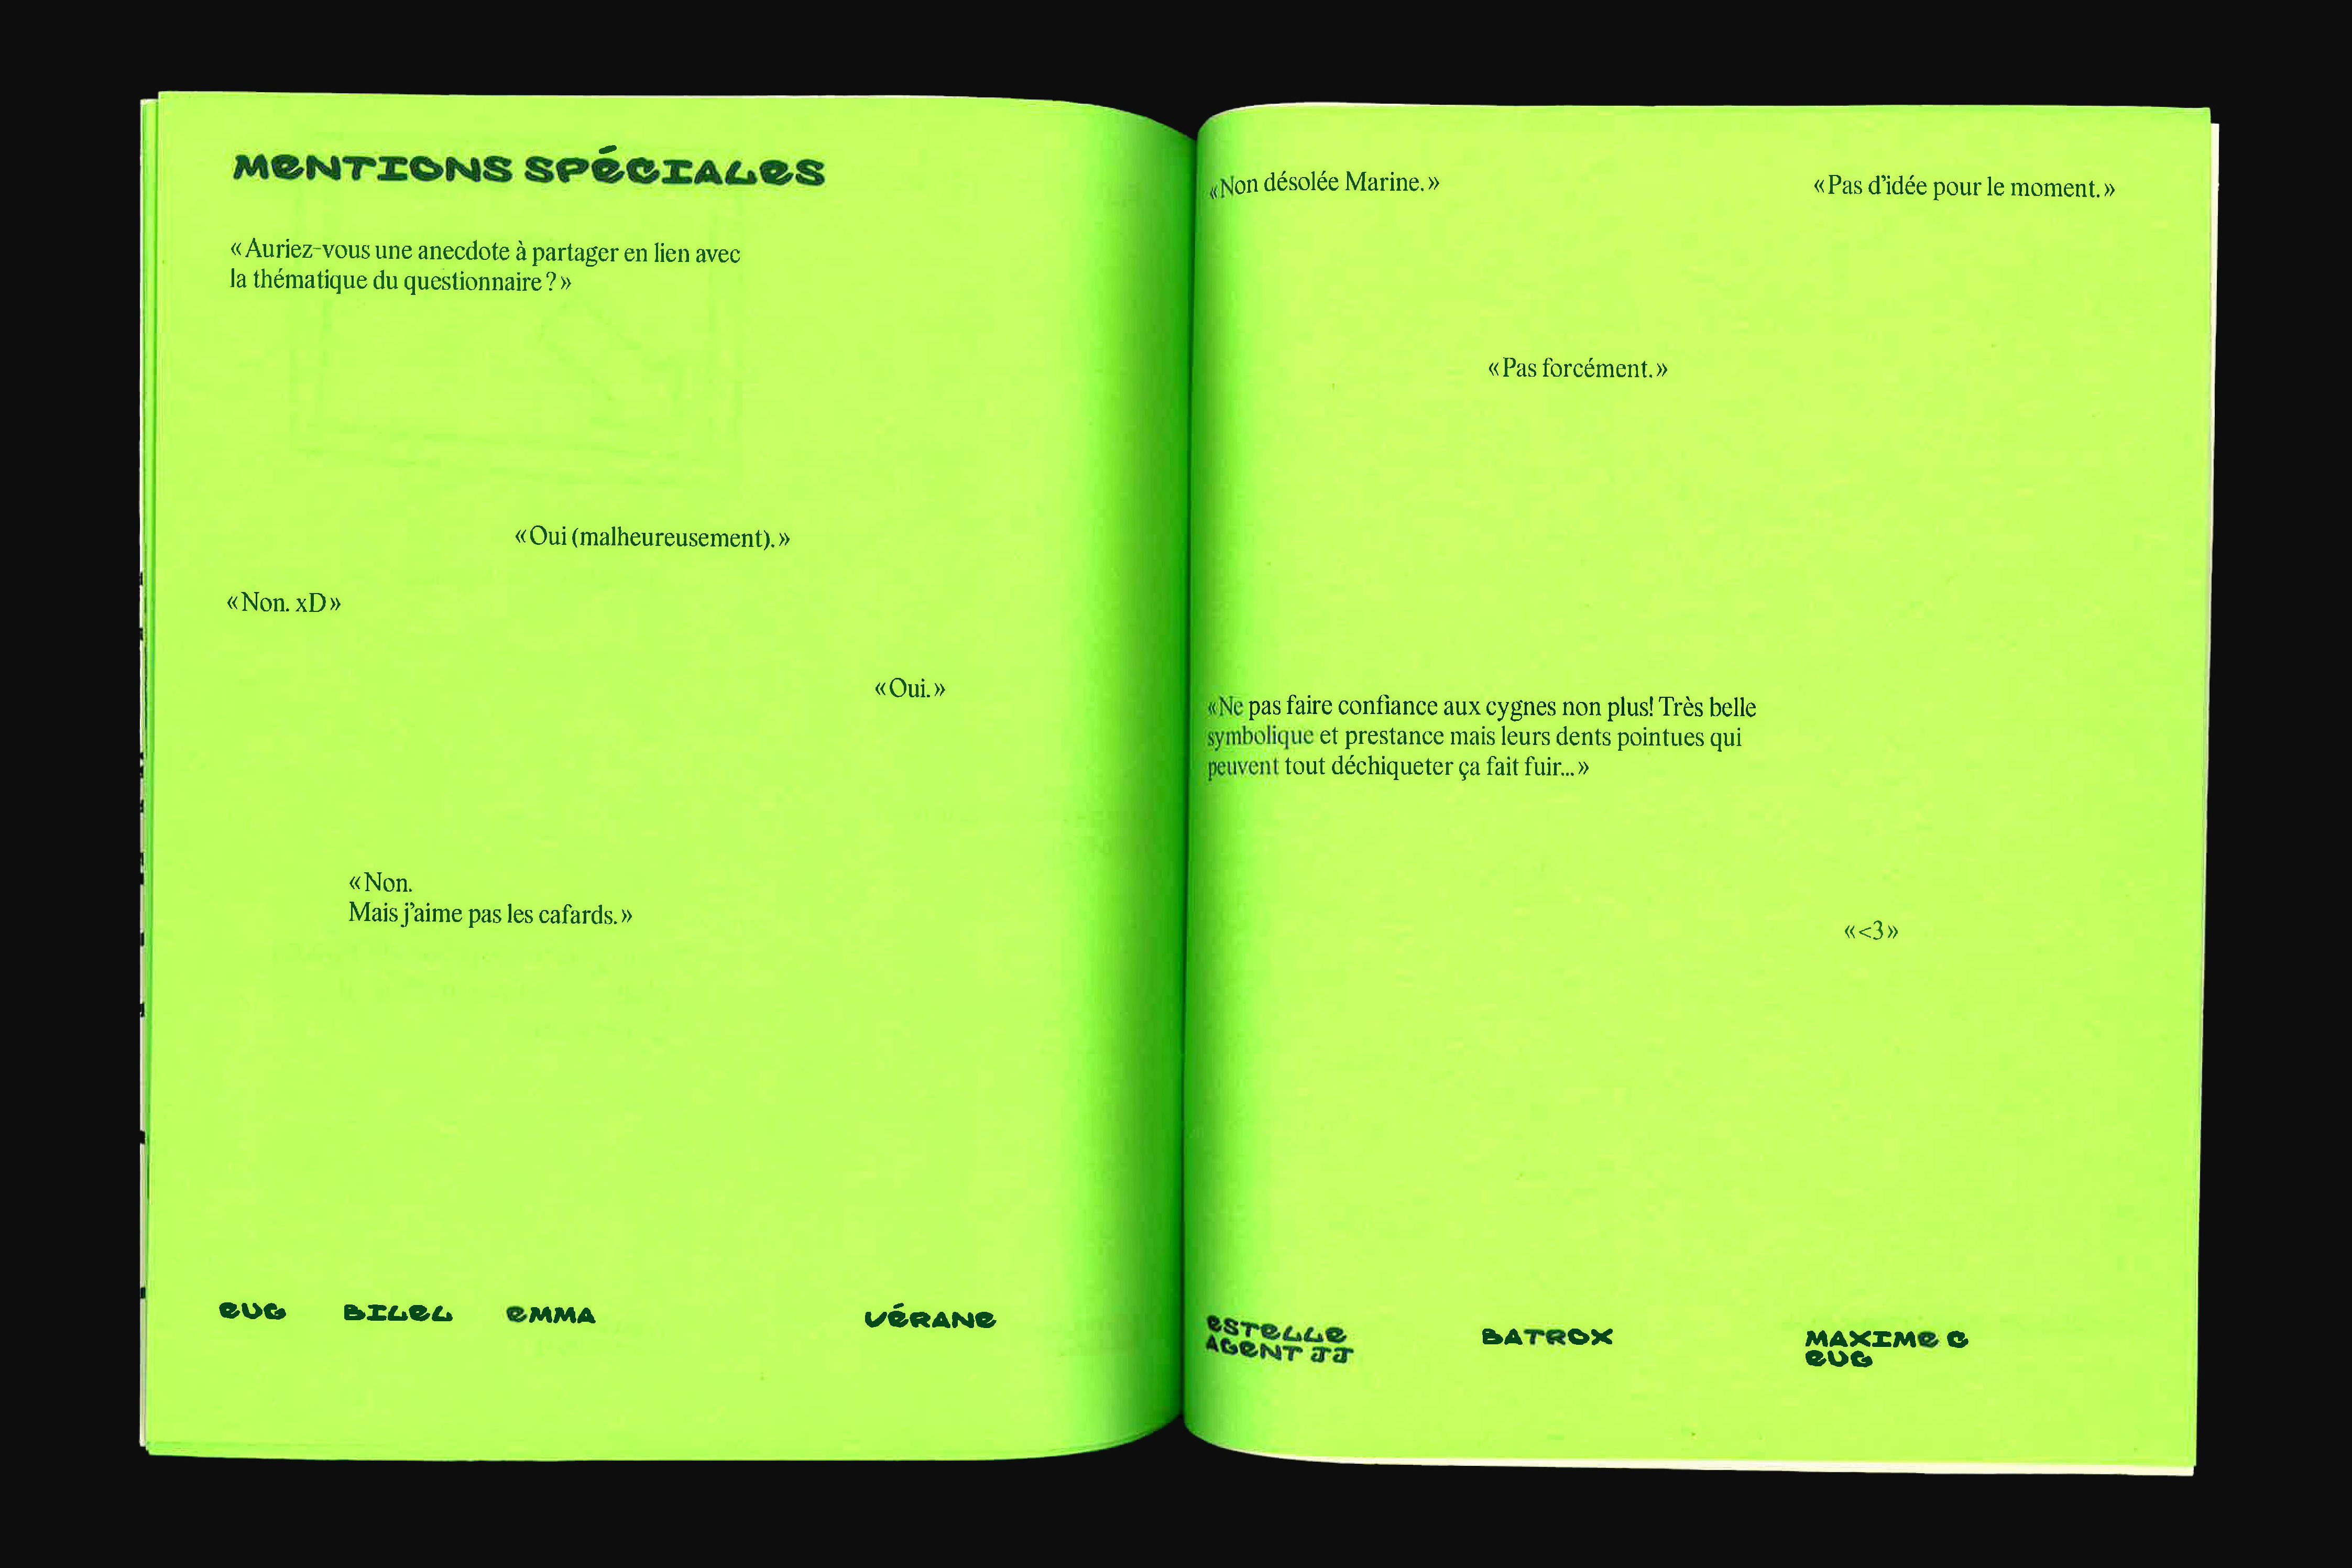 MENTIONS SPÉCIALES
«Auriez-vous une anecdote à partager en lien avec
la thématique du questionnaire?»
«Oui (malheureusement).»
«Non. xD»
«Oui.»
«Non.
Mais j’aime pas les cafards.»
EUG
BILEL
EMMA
VÉRANE
«Non désolée Marine.»
«Pas d’idée pour le moment.»
«Pas forcément.»
«Ne pas faire confiance aux cygnes non plus! Très belle
symbolique et prestance mais leurs dents pointues qui
peuvent tout déchiqueter ça fait fuir...»
«<3»
ESTELLE
AGENT JJ
BATROX
MAXIME C
EUG